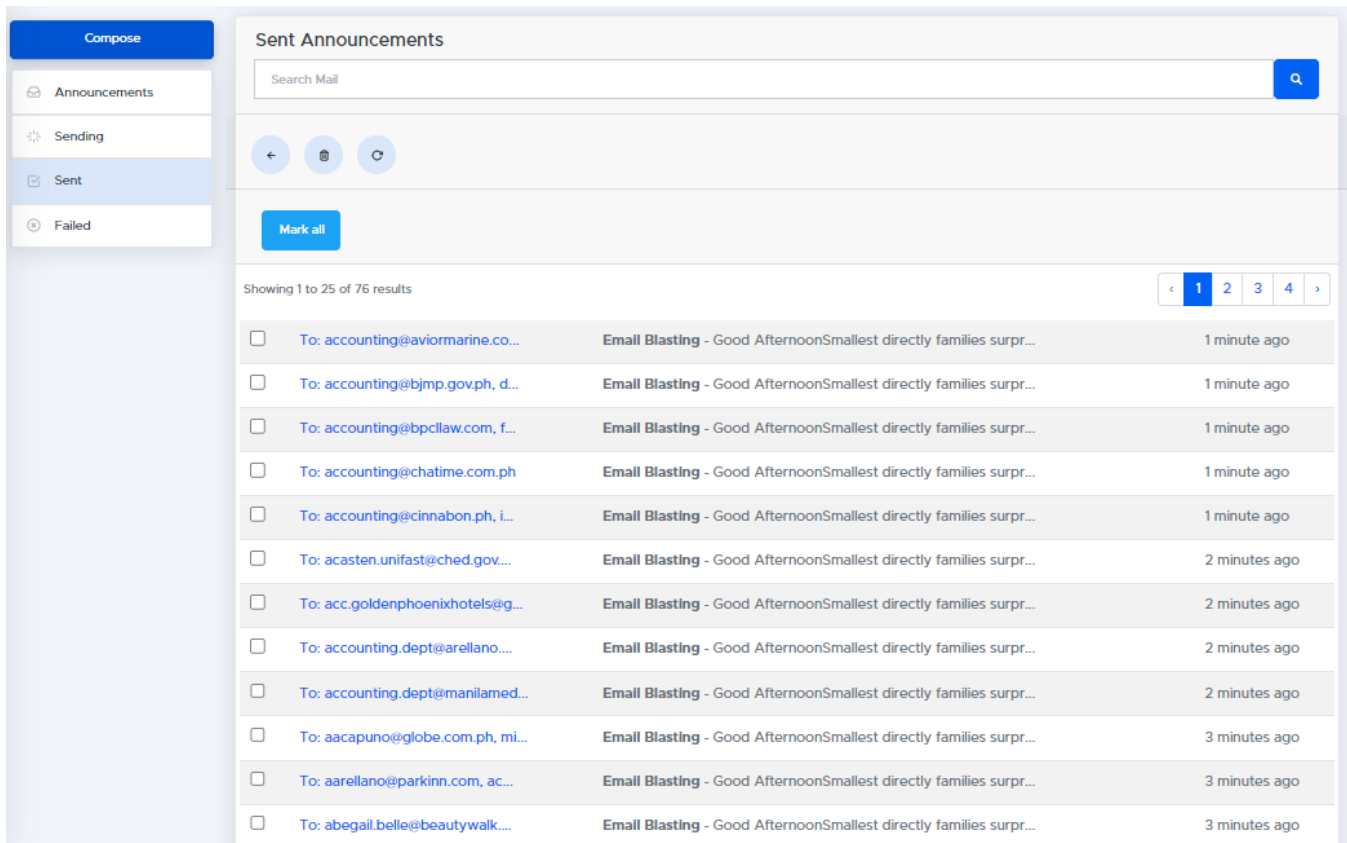 Compose
Announcements
Sending
Sent
Failed
Sent Announcements
Search Mail
Mark all
Showing 1 to 25 of 76 results
‹ 1 2 3 4 ›
To: accounting@aviormarine.co... Email Blasting - Good AfternoonSmallest directly families surpr... 1 minute ago
To: accounting@bjmp.gov.ph, d... Email Blasting - Good AfternoonSmallest directly families surpr... 1 minute ago
To: accounting@bpcllaw.com, f... Email Blasting - Good AfternoonSmallest directly families surpr... 1 minute ago
To: accounting@chatime.com.ph Email Blasting - Good AfternoonSmallest directly families surpr... 1 minute ago
To: accounting@cinnabon.ph, i... Email Blasting - Good AfternoonSmallest directly families surpr... 1 minute ago
To: acasten.unifast@ched.gov.... Email Blasting - Good AfternoonSmallest directly families surpr... 2 minutes ago
To: acc.goldenphoenixhotels@g... Email Blasting - Good AfternoonSmallest directly families surpr... 2 minutes ago
To: accounting.dept@arellano.... Email Blasting - Good AfternoonSmallest directly families surpr... 2 minutes ago
To: accounting.dept@manilamed... Email Blasting - Good AfternoonSmallest directly families surpr... 2 minutes ago
To: aacapuno@globe.com.ph, mi... Email Blasting - Good AfternoonSmallest directly families surpr... 3 minutes ago
To: aarellano@parkinn.com, ac... Email Blasting - Good AfternoonSmallest directly families surpr... 3 minutes ago
To: abegail.belle@beautywalk.... Email Blasting - Good AfternoonSmallest directly families surpr... 3 minutes ago